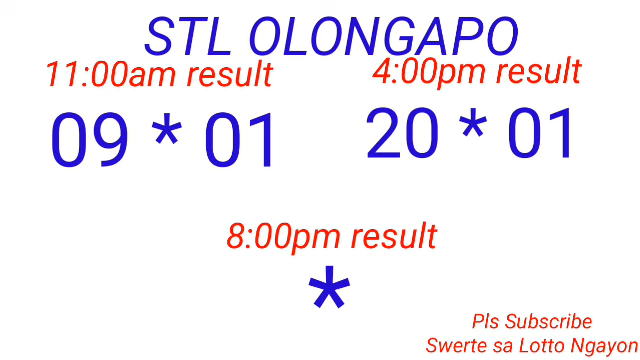 STL OLONGAPO
11:00am result
4:00pm result
09 * 01
20 * 01
8:00pm result
*
Pls Subscribe
Swerte sa Lotto Ngayon